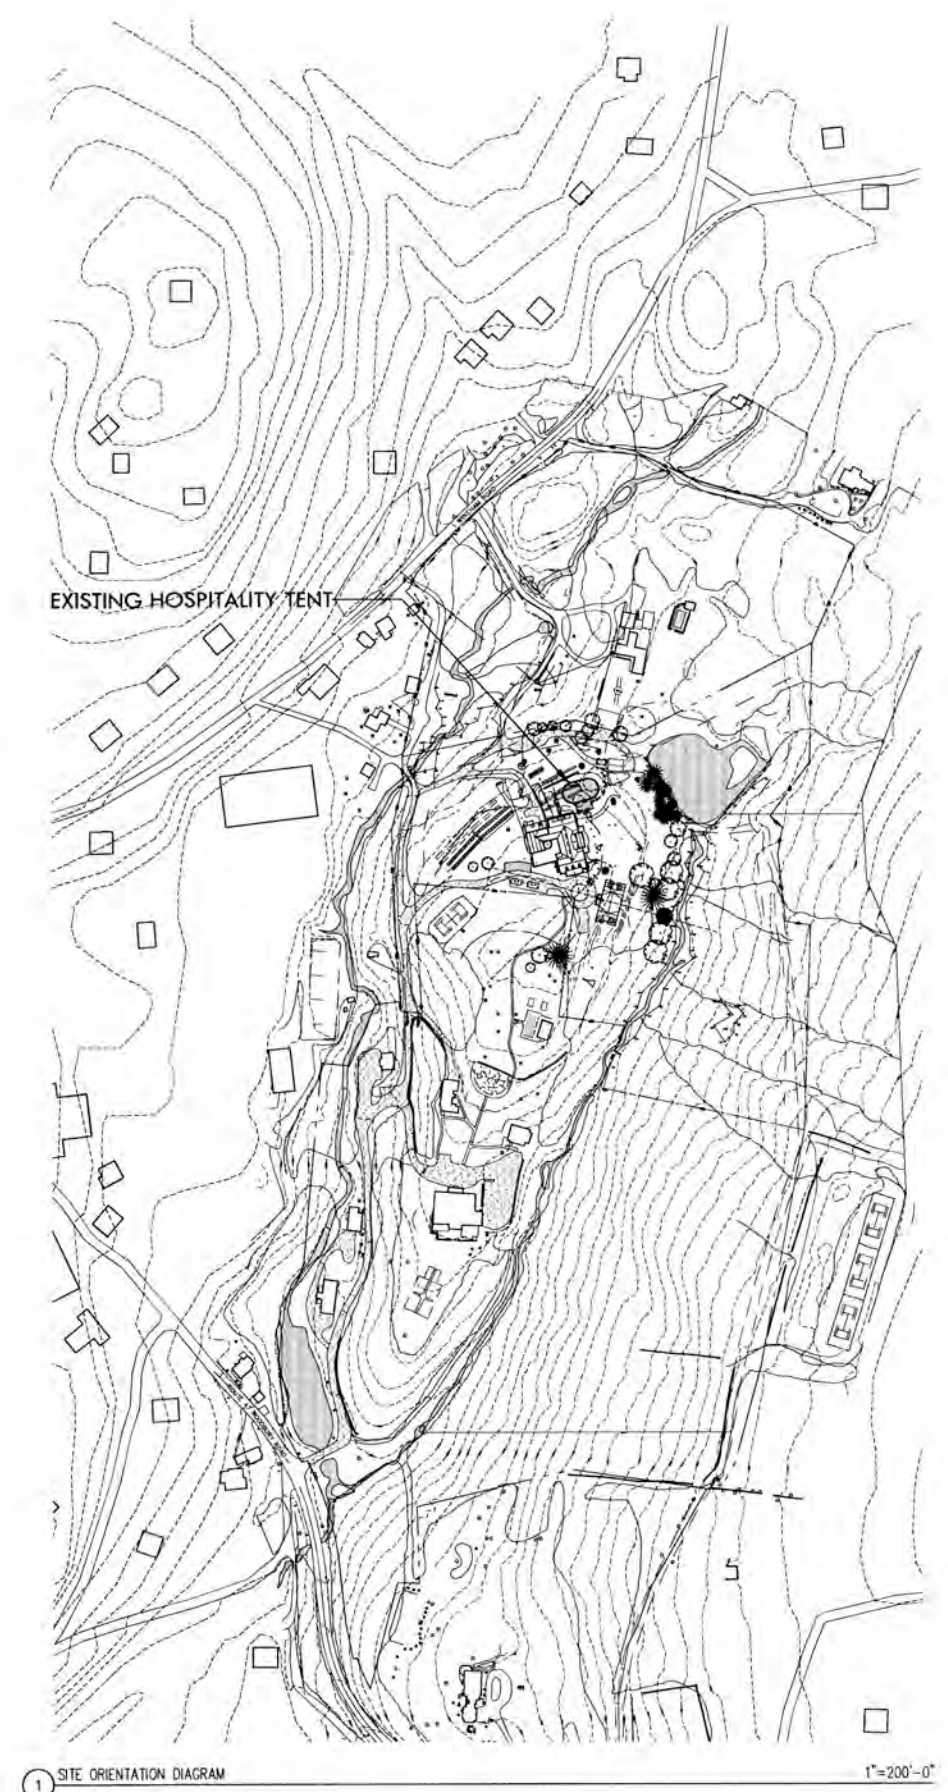 EXISTING HOSPITALITY TENT
1 SITE ORIENTATION DIAGRAM
1"=200'-0"